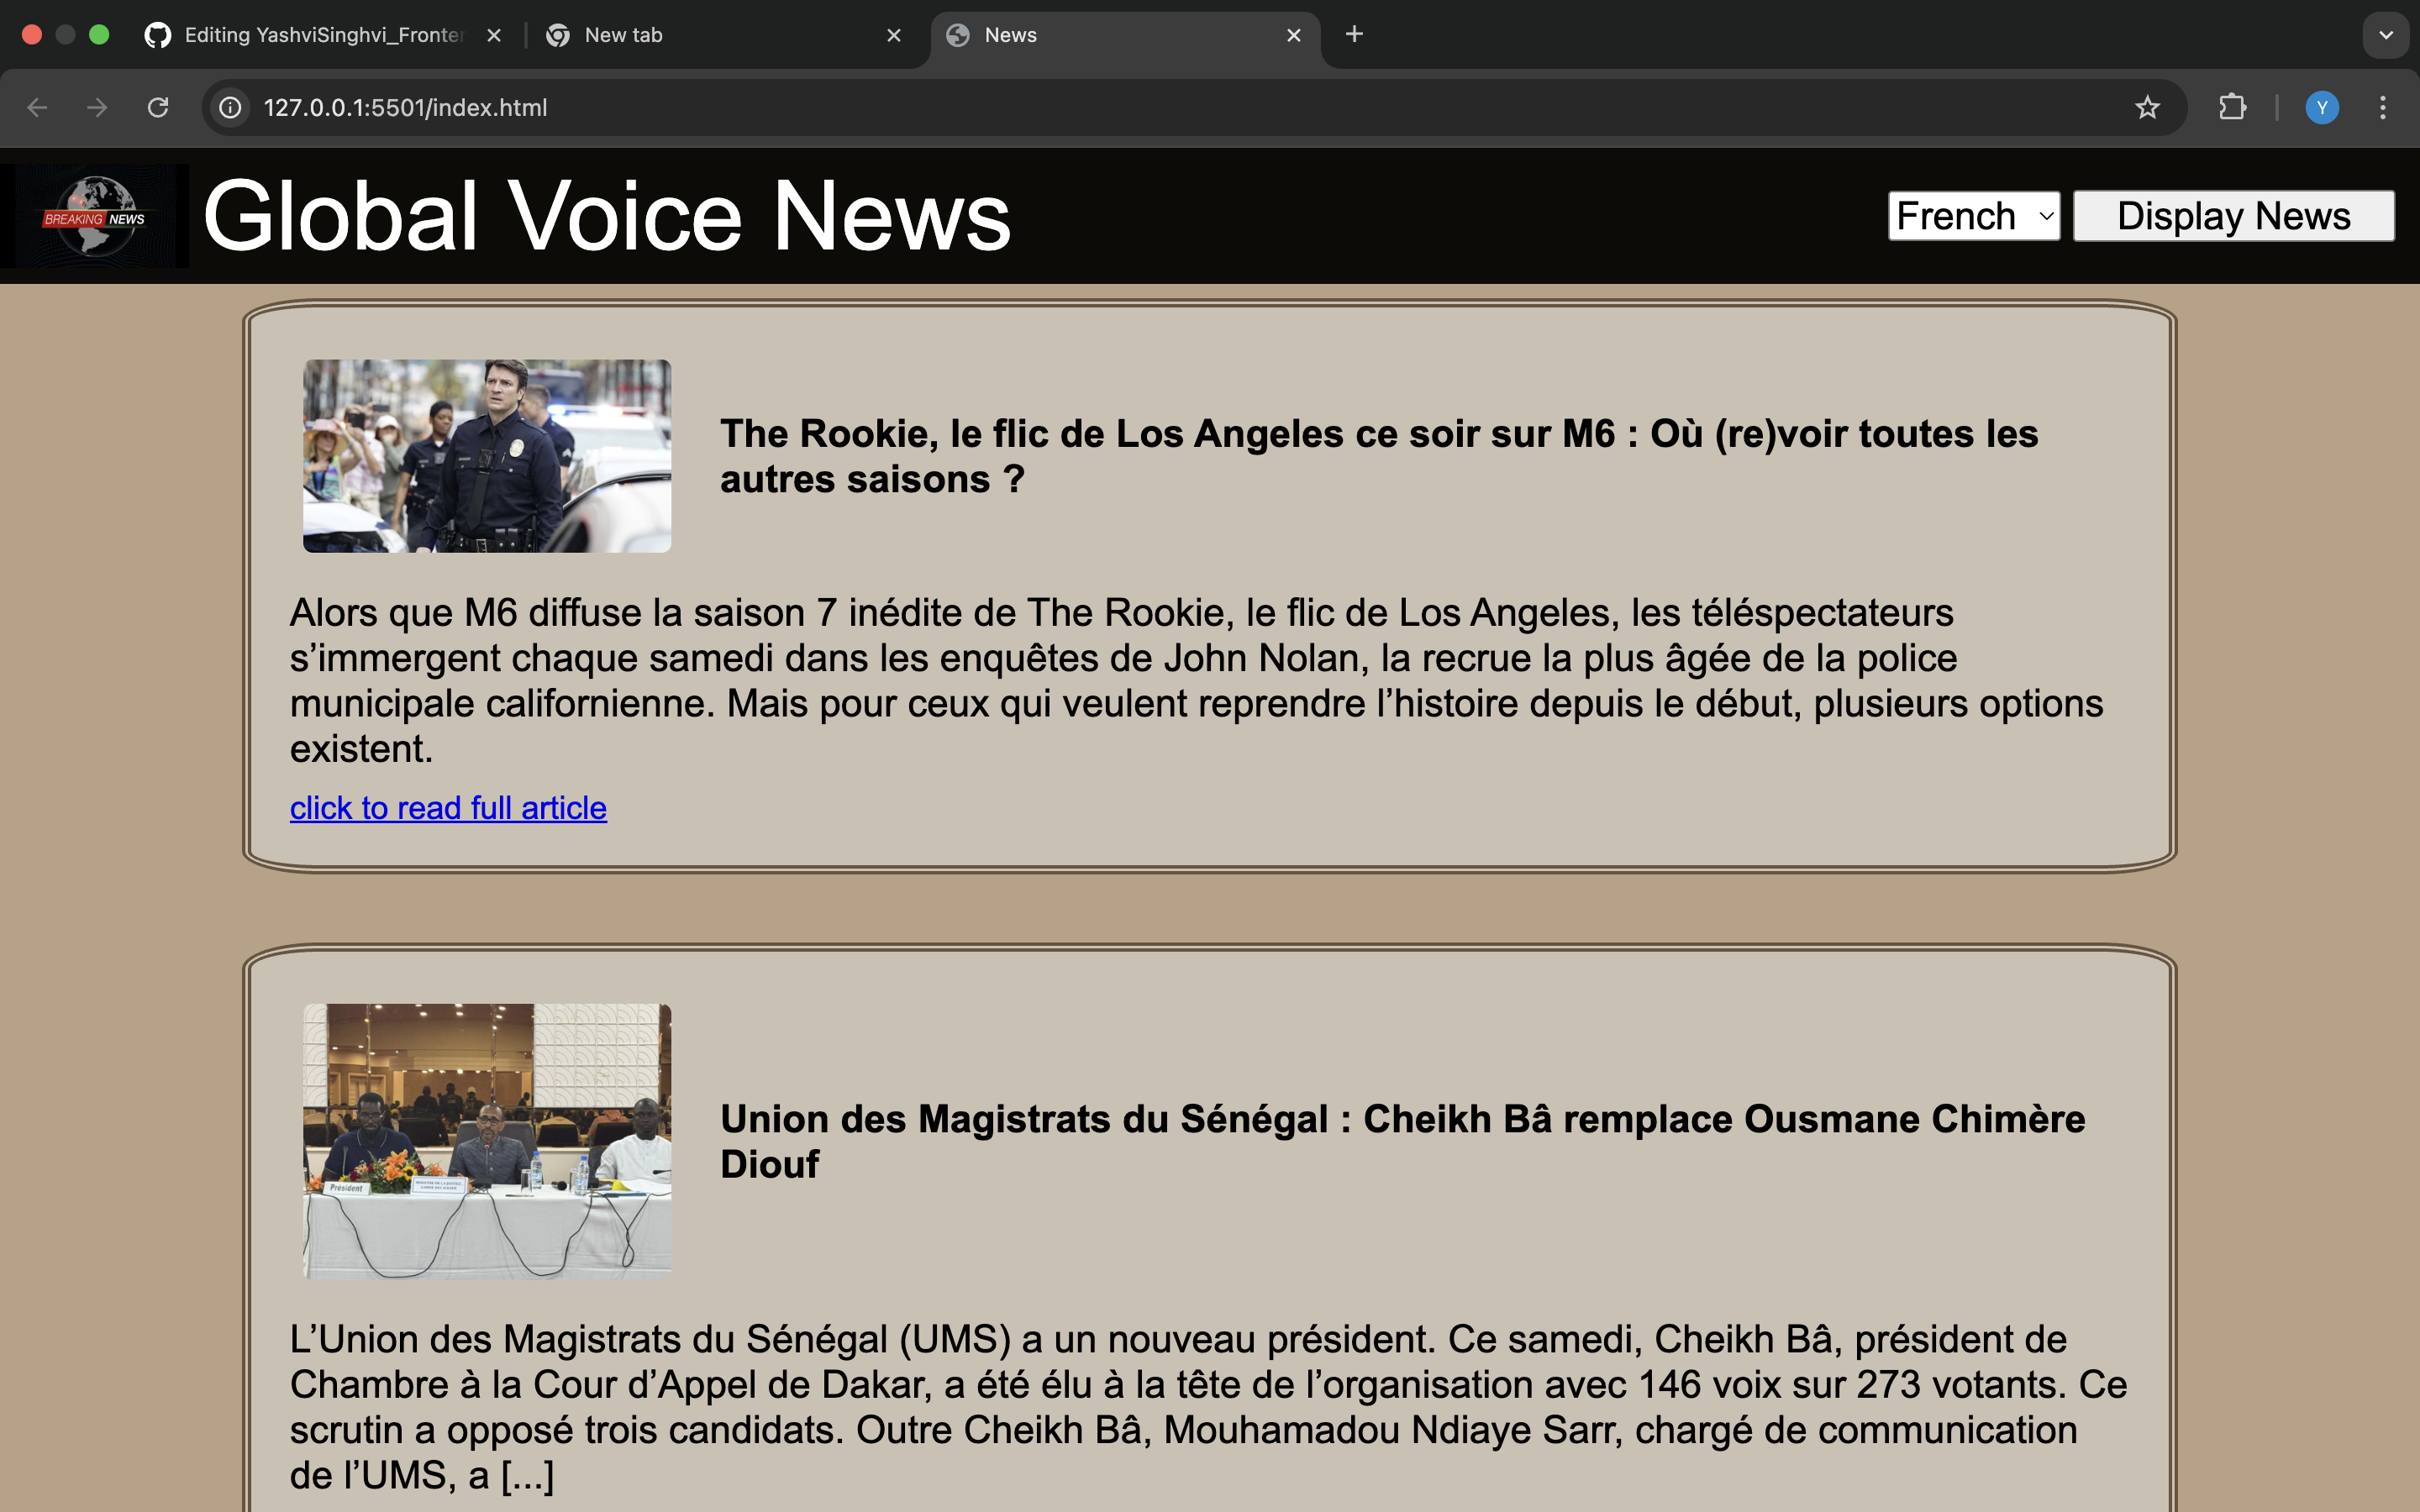 Editing YashviSinghvi_Fronter
New tab
News
127.0.0.1:5501/index.html
Y
BREAKING NEWS
Global Voice News
French
Display News
The Rookie, le flic de Los Angeles ce soir sur M6 : Où (re)voir toutes les
autres saisons ?
Alors que M6 diffuse la saison 7 inédite de The Rookie, le flic de Los Angeles, les téléspectateurs
s’immergent chaque samedi dans les enquêtes de John Nolan, la recrue la plus âgée de la police
municipale californienne. Mais pour ceux qui veulent reprendre l’histoire depuis le début, plusieurs options
existent.
click to read full article
Président
Union des Magistrats du Sénégal : Cheikh Bâ remplace Ousmane Chimère
Diouf
L’Union des Magistrats du Sénégal (UMS) a un nouveau président. Ce samedi, Cheikh Bâ, président de
Chambre à la Cour d’Appel de Dakar, a été élu à la tête de l’organisation avec 146 voix sur 273 votants. Ce
scrutin a opposé trois candidats. Outre Cheikh Bâ, Mouhamadou Ndiaye Sarr, chargé de communication
de l’UMS, a [...]